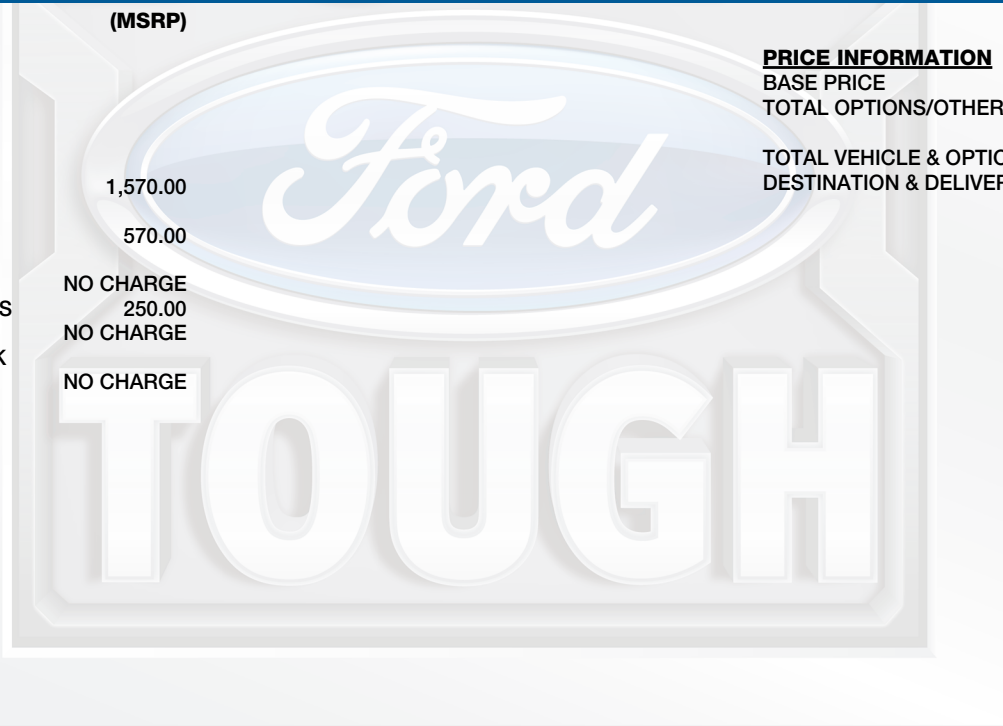 (MSRP)
1,570.00
570.00
NO CHARGE
S 250.00
NO CHARGE
K
NO CHARGE
PRICE INFORMATION
BASE PRICE
TOTAL OPTIONS/OTHER
TOTAL VEHICLE & OPTIO
DESTINATION & DELIVER
Ford
TOUGH